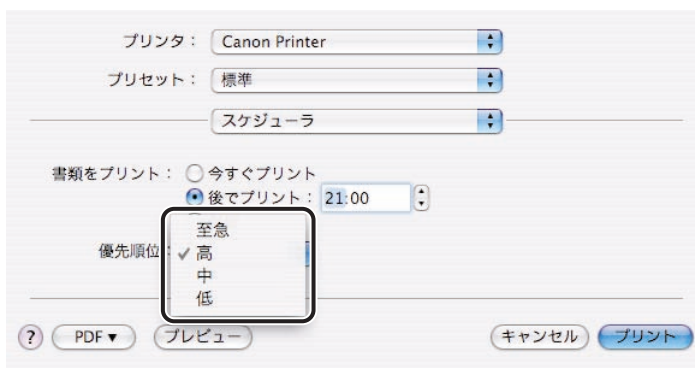 プリンタ： Canon Printer
プリセット： 標準
スケジューラ
書類をプリント： 今すぐプリント
後でプリント： 21:00
至急
優先順位： ✓ 高
中
低
? PDF▼ プレビュー キャンセル プリント